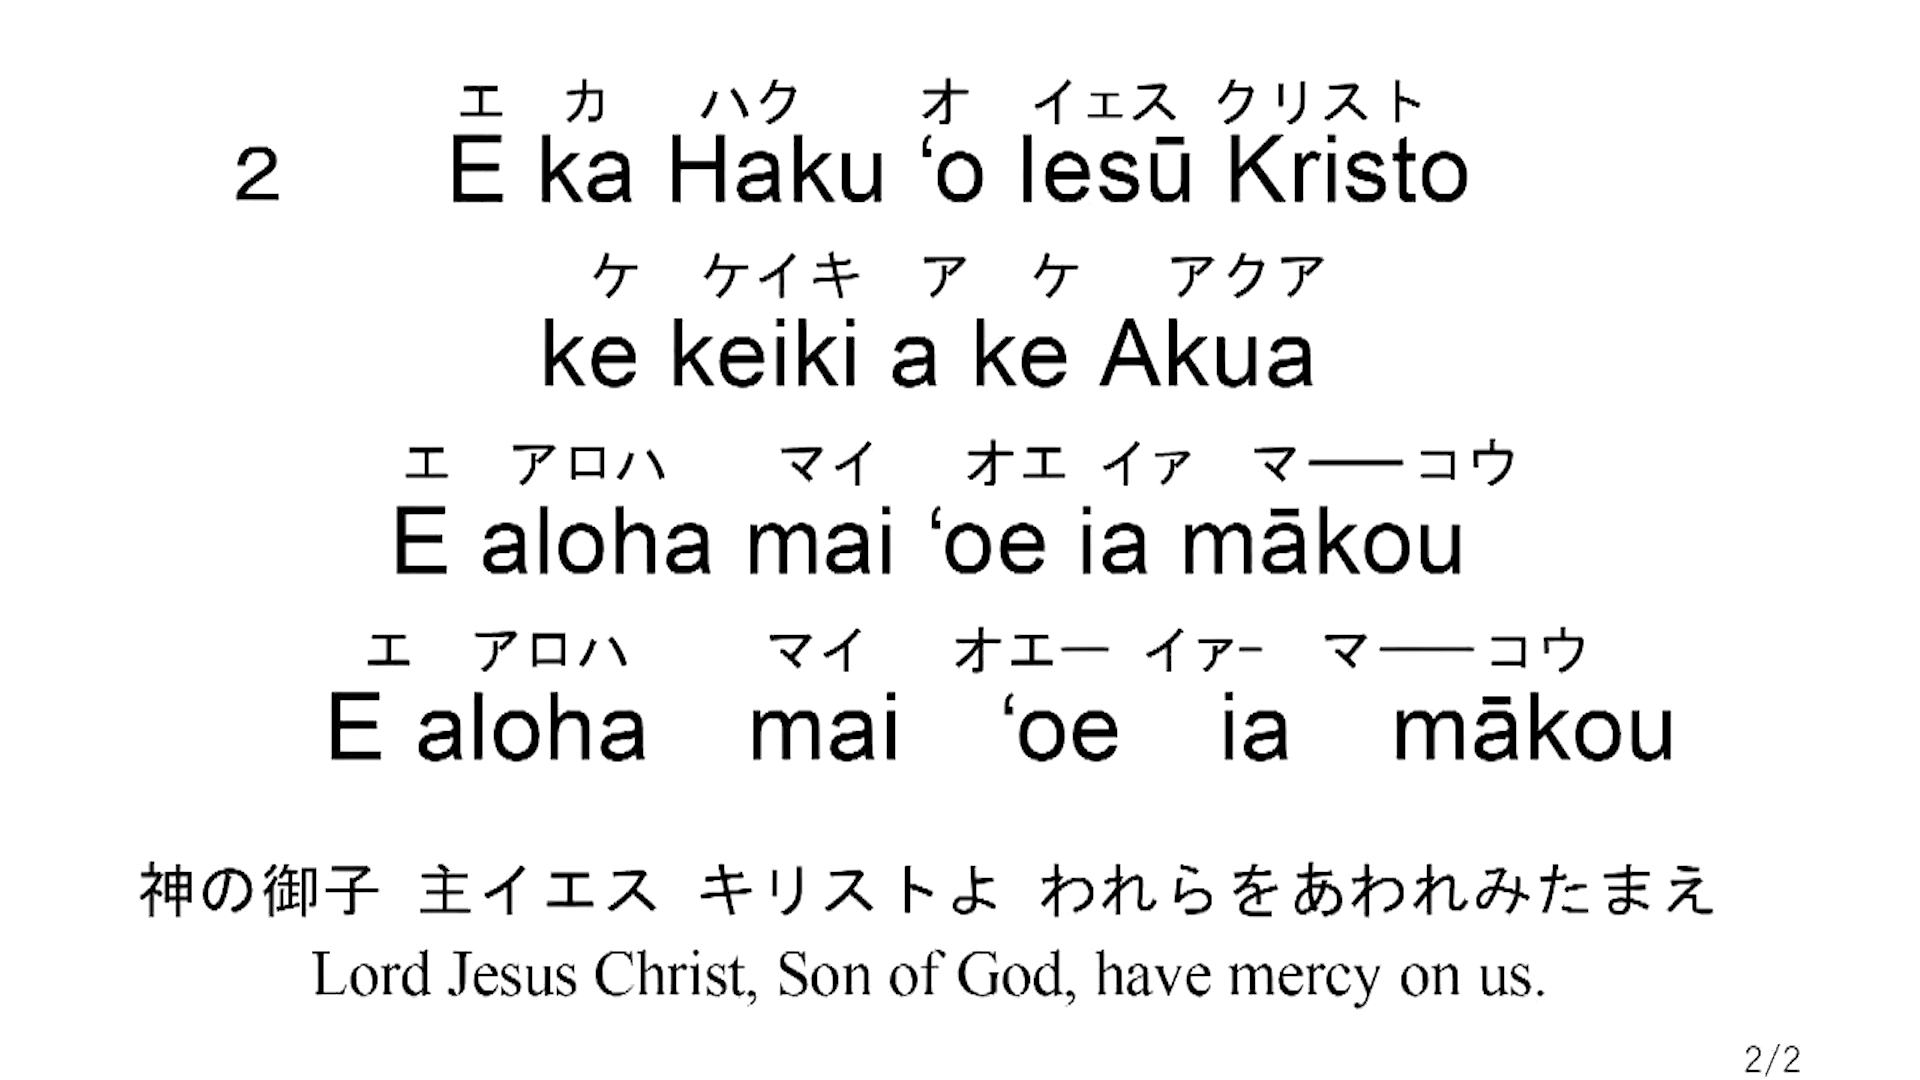 エ カ ハク オ イェス クリスト
2 E ka Haku ‘o Iesū Kristo
ケ ケイキ ア ケ アクア
ke keiki a ke Akua
エ アロハ マイ オエ イァ マ──コウ
E aloha mai ‘oe ia mākou
エ アロハ マイ オエ─ イァ- マ──コウ
E aloha mai ‘oe ia mākou
神の御子 主イエス キリストよ われらをあわれみたまえ
Lord Jesus Christ, Son of God, have mercy on us.
2/2